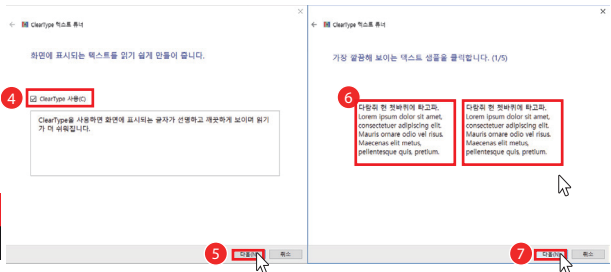 ClearType 텍스트 튜너
화면에 표시되는 텍스트를 읽기 쉽게 만들어 줍니다.
4
ClearType 사용(C)
ClearType을 사용하면 화면에 표시되는 글자가 선명하고 깨끗하게 보이며 읽기
가 더 쉬워집니다.
5
다음(N)
취소
ClearType 텍스트 튜너
가장 깔끔해 보이는 텍스트 샘플을 클릭합니다. (1/5)
6
다람쥐 헌 쳇바퀴에 타고파.
Lorem ipsum dolor sit amet,
consectetuer adipiscing elit.
Mauris ornare odio vel risus.
Maecenas elit metus,
pellentesque quis, pretium.
다람쥐 헌 쳇바퀴에 타고파.
Lorem ipsum dolor sit amet,
consectetuer adipiscing elit.
Mauris ornare odio vel risus.
Maecenas elit metus,
pellentesque quis, pretium.
7
다음(N)
취소